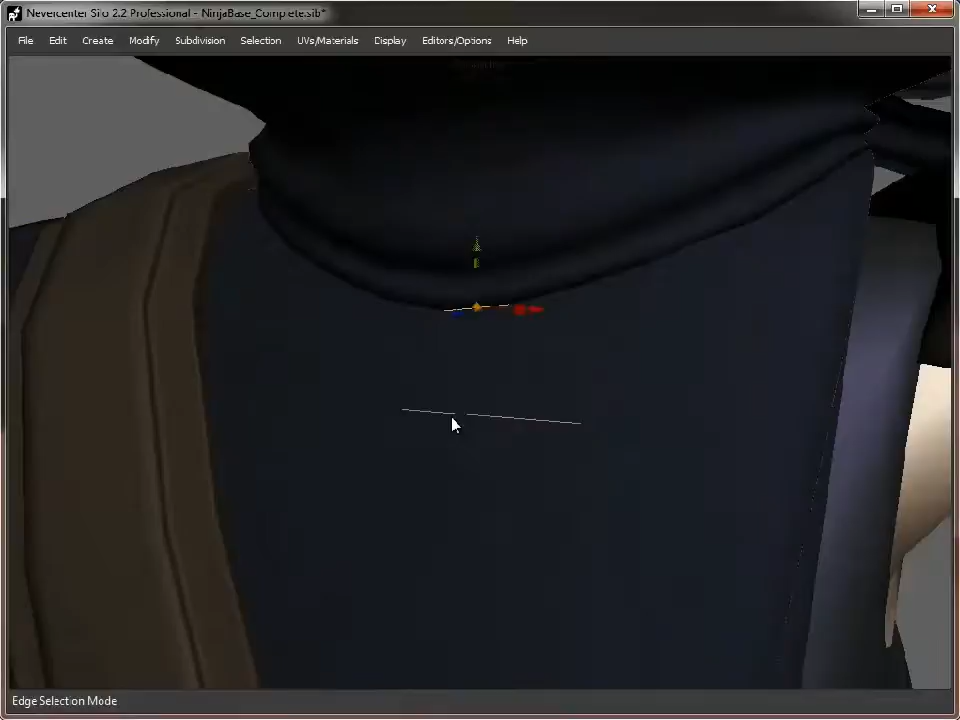 Nevercenter Silo 2.2 Professional - NinjaBase_Complete.sib*
File Edit Create Modify Subdivision Selection UVs/Materials Display Editors/Options Help
Edge Selection Mode